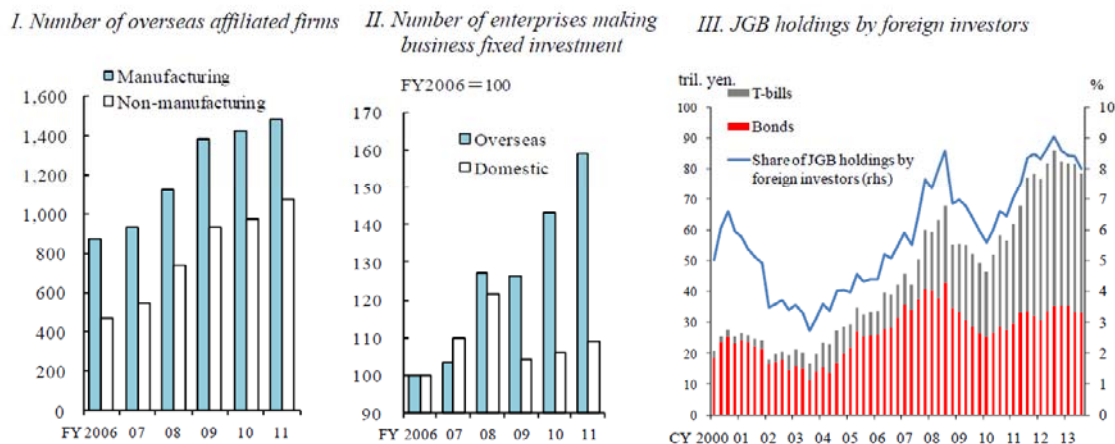 I. Number of overseas affiliated firms
Manufacturing
Non-manufacturing
1,600
1,400
1,200
1,000
800
600
400
200
0
FY 2006 07 08 09 10 11
II. Number of enterprises making
business fixed investment
FY2006=100
170
160
150
140
130
120
110
100
90
Overseas
Domestic
FY 2006 07 08 09 10 11
III. JGB holdings by foreign investors
tril. yen.
%
T-bills
Bonds
Share of JGB holdings by
foreign investors (rhs)
100
90
80
70
60
50
40
30
20
10
0
10
9
8
7
6
5
4
3
2
1
0
CY 2000 01 02 03 04 05 06 07 08 09 10 11 12 13